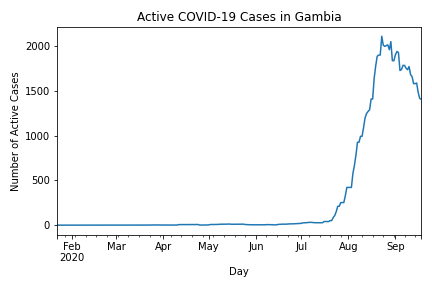 Active COVID-19 Cases in Gambia
Number of Active Cases
2000
1500
1000
500
0
Feb
2020
Mar
Apr
May
Jun
Jul
Aug
Sep
Day